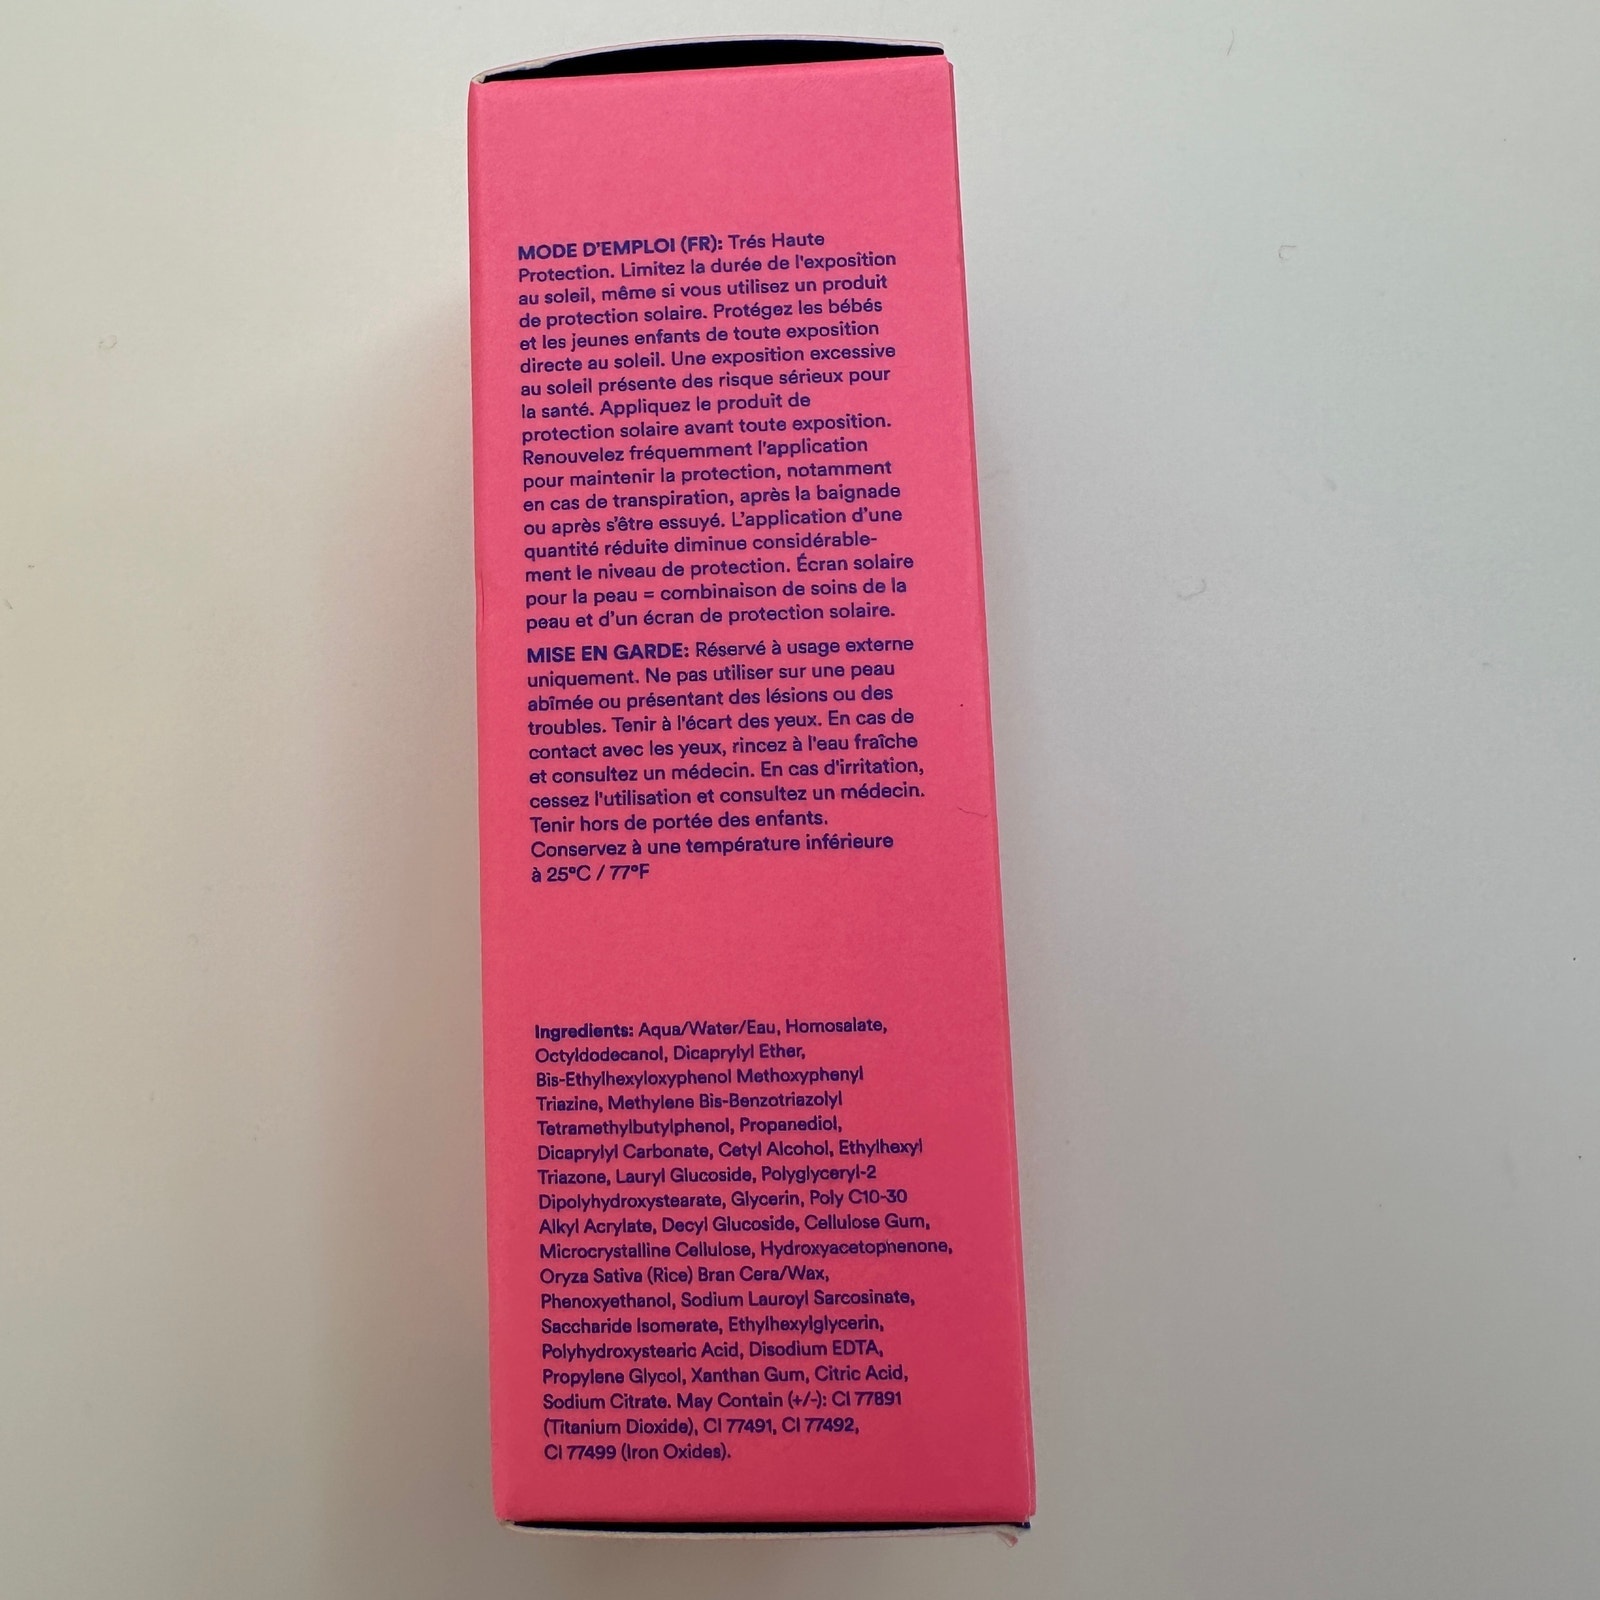 MODE D'EMPLOI (FR): Trés Haute
Protection. Limitez la durée de l'exposition
au soleil, même si vous utilisez un produit
de protection solaire. Protégez les bébés
et les jeunes enfants de toute exposition
directe au soleil. Une exposition excessive
au soleil présente des risque sérieux pour
la santé. Appliquez le produit de
protection solaire avant toute exposition.
Renouvelez fréquemment l'application
pour maintenir la protection, notamment
en cas de transpiration, après la baignade
ou après s'être essuyé. L'application d'une
quantité réduite diminue considérable-
ment le niveau de protection. Écran solaire
pour la peau = combinaison de soins de la
peau et d'un écran de protection solaire.
MISE EN GARDE: Réservé à usage externe
uniquement. Ne pas utiliser sur une peau
abîmée ou présentant des lésions ou des
troubles. Tenir à l'écart des yeux. En cas de
contact avec les yeux, rincez à l'eau fraîche
et consultez un médecin. En cas d'irritation,
cessez l'utilisation et consultez un médecin.
Tenir hors de portée des enfants.
Conservez à une température inférieure
à 25°C / 77°F
Ingredients: Aqua/Water/Eau, Homosalate,
Octyldodecanol, Dicaprylyl Ether,
Bis-Ethylhexyloxyphenol Methoxyphenyl
Triazine, Methylene Bis-Benzotriazolyl
Tetramethylbutylphenol, Propanediol,
Dicaprylyl Carbonate, Cetyl Alcohol, Ethylhexyl
Triazone, Lauryl Glucoside, Polyglyceryl-2
Dipolyhydroxystearate, Glycerin, Poly C10-30
Alkyl Acrylate, Decyl Glucoside, Cellulose Gum,
Microcrystalline Cellulose, Hydroxyacetophenone,
Oryza Sativa (Rice) Bran Cera/Wax,
Phenoxyethanol, Sodium Lauroyl Sarcosinate,
Saccharide Isomerate, Ethylhexylglycerin,
Polyhydroxystearic Acid, Disodium EDTA,
Propylene Glycol, Xanthan Gum, Citric Acid,
Sodium Citrate. May Contain (+/-): CI 77891
(Titanium Dioxide), CI 77491, CI 77492,
CI 77499 (Iron Oxides).